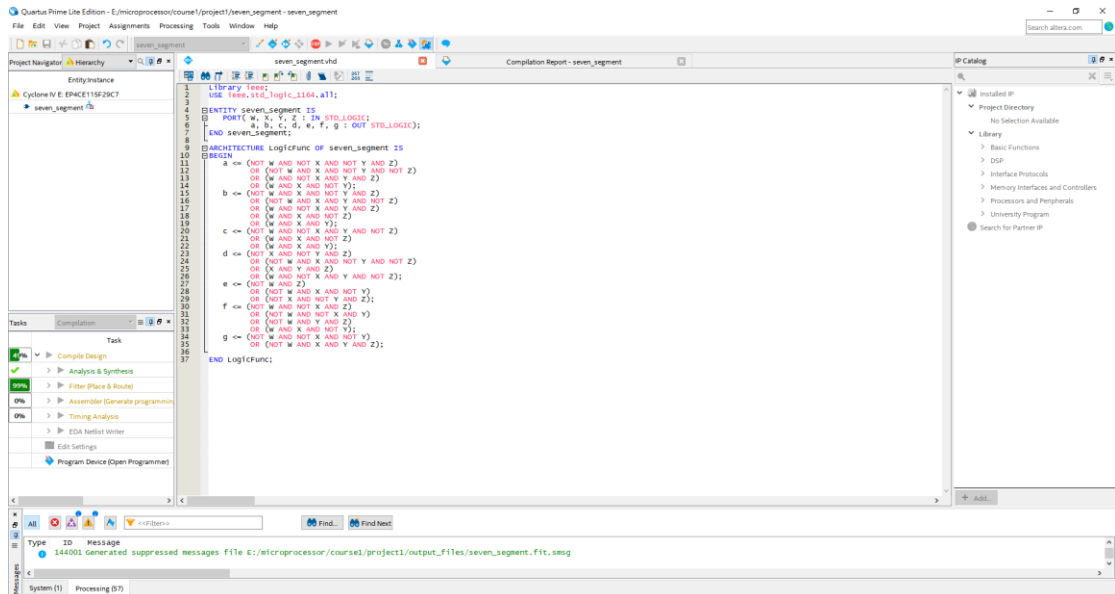 Quartus Prime Lite Edition - E:/microprocessor/course1/project1/seven_segment - seven_segment
File Edit View Project Assignments Processing Tools Window Help
Search altera.com
seven_segment
Project Navigator Hierarchy
Entity:Instance
Cyclone IV E: EP4CE115F29C7
seven_segment
seven_segment.vhd
Compilation Report - seven_segment
1 Library ieee;
2 USE ieee.std_logic_1164.all;
3
4 ENTITY seven_segment IS
5 PORT( W, X, Y, Z : IN STD_LOGIC;
6 a, b, c, d, e, f, g : OUT STD_LOGIC);
7 END seven_segment;
8
9 ARCHITECTURE LogicFunc OF seven_segment IS
10 BEGIN
11 a <= (NOT W AND NOT X AND NOT Y AND Z)
12 OR (NOT W AND X AND NOT Y AND NOT Z)
13 OR (W AND NOT X AND Y AND Z)
14 OR (W AND X AND NOT Y);
15 b <= (NOT W AND X AND NOT Y AND Z)
16 OR (NOT W AND X AND Y AND NOT Z)
17 OR (W AND NOT X AND Y AND Z)
18 OR (W AND X AND NOT Z)
19 OR (W AND X AND Y);
20 c <= (NOT W AND NOT X AND Y AND NOT Z)
21 OR (W AND X AND NOT Z)
22 OR (W AND X AND Y);
23 d <= (NOT X AND NOT Y AND Z)
24 OR (NOT W AND X AND NOT Y AND NOT Z)
25 OR (X AND Y AND Z)
26 OR (W AND NOT X AND Y AND NOT Z);
27 e <= (NOT W AND Z)
28 OR (NOT W AND X AND NOT Y)
29 OR (NOT X AND NOT Y AND Z);
30 f <= (NOT W AND NOT X AND Z)
31 OR (NOT W AND NOT X AND Y)
32 OR (NOT W AND Y AND Z)
33 OR (W AND X AND NOT Y);
34 g <= (NOT W AND NOT X AND NOT Y)
35 OR (NOT W AND X AND Y AND Z);
36
37 END LogicFunc;
IP Catalog
Installed IP
Project Directory
No Selection Available
Library
Basic Functions
DSP
Interface Protocols
Memory Interfaces and Controllers
Processors and Peripherals
University Program
Search for Partner IP
+ Add...
Tasks Compilation
Task
Compile Design
Analysis & Synthesis
99% Fitter (Place & Route)
0% Assembler (Generate programmin
0% Timing Analysis
EDA Netlist Writer
Edit Settings
Program Device (Open Programmer)
All <<Filter>> Find... Find Next
Type ID Message
144001 Generated suppressed messages file E:/microprocessor/course1/project1/output_files/seven_segment.fit.smsg
Messages
System (1) Processing (57)